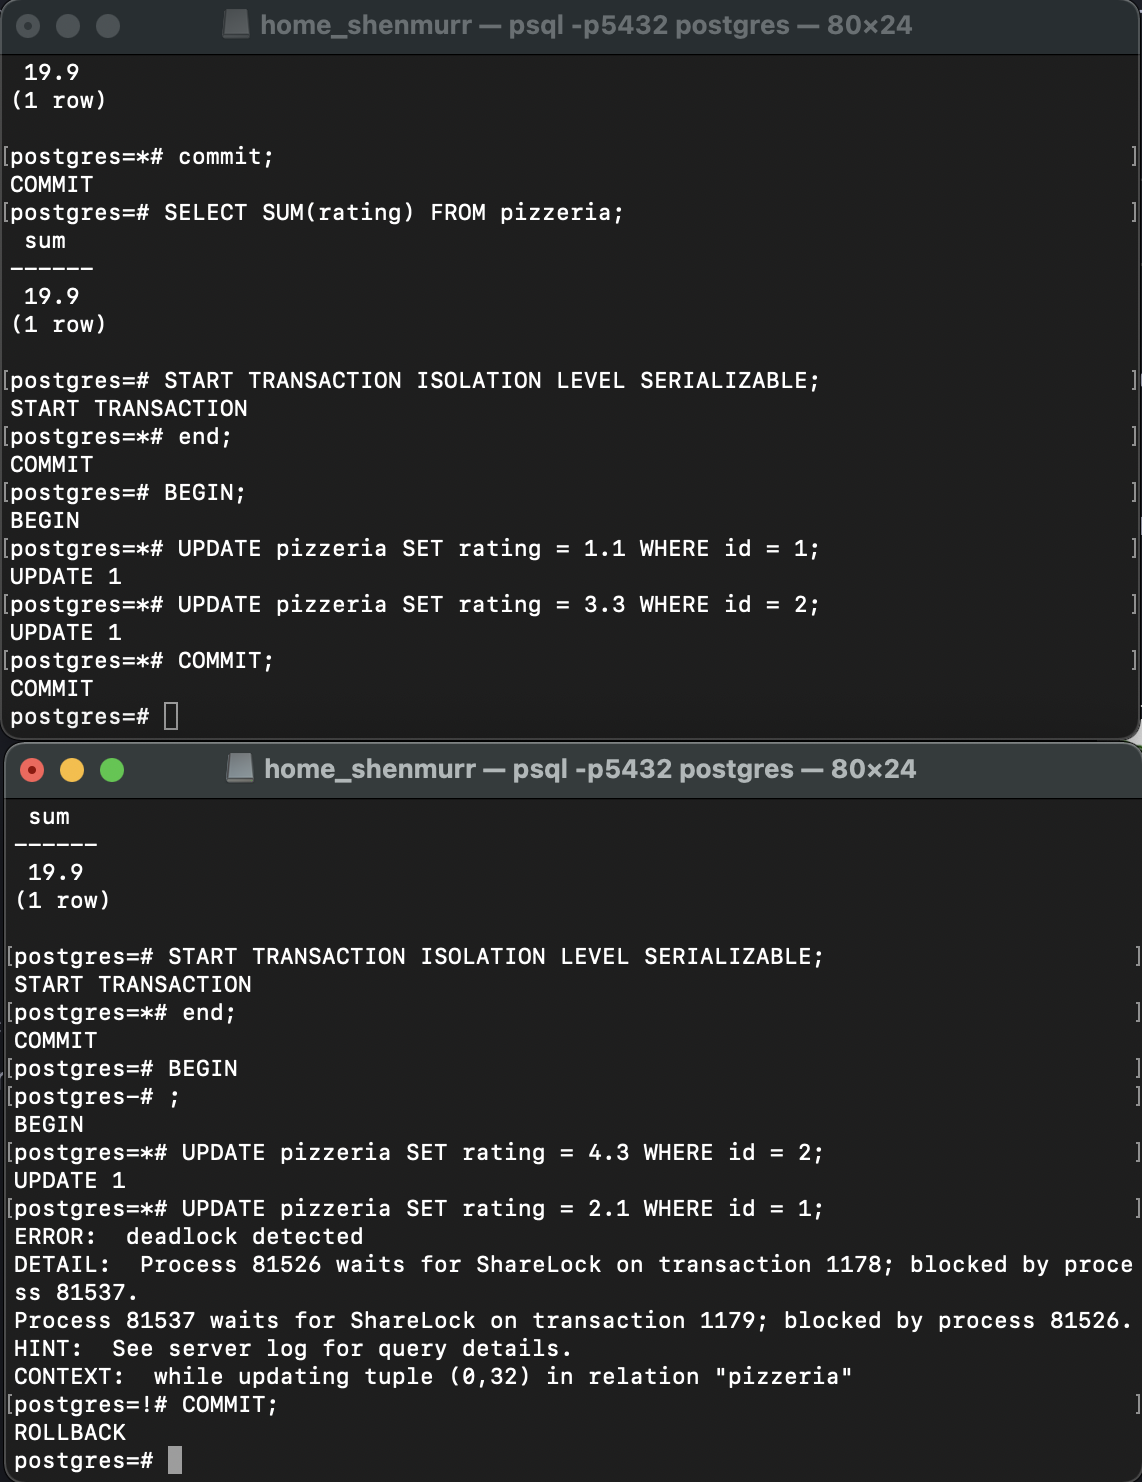 home_shenmurr — psql -p5432 postgres — 80×24
19.9
(1 row)
[postgres=*# commit; ]
COMMIT
[postgres=# SELECT SUM(rating) FROM pizzeria; ]
sum
------
19.9
(1 row)
[postgres=# START TRANSACTION ISOLATION LEVEL SERIALIZABLE; ]
START TRANSACTION
[postgres=*# end; ]
COMMIT
[postgres=# BEGIN; ]
BEGIN
[postgres=*# UPDATE pizzeria SET rating = 1.1 WHERE id = 1; ]
UPDATE 1
[postgres=*# UPDATE pizzeria SET rating = 3.3 WHERE id = 2; ]
UPDATE 1
[postgres=*# COMMIT; ]
COMMIT
postgres=#
home_shenmurr — psql -p5432 postgres — 80×24
sum
------
19.9
(1 row)
[postgres=# START TRANSACTION ISOLATION LEVEL SERIALIZABLE; ]
START TRANSACTION
[postgres=*# end; ]
COMMIT
[postgres=# BEGIN ]
[postgres-# ; ]
BEGIN
[postgres=*# UPDATE pizzeria SET rating = 4.3 WHERE id = 2; ]
UPDATE 1
[postgres=*# UPDATE pizzeria SET rating = 2.1 WHERE id = 1; ]
ERROR:  deadlock detected
DETAIL:  Process 81526 waits for ShareLock on transaction 1178; blocked by proce
ss 81537.
Process 81537 waits for ShareLock on transaction 1179; blocked by process 81526.
HINT:  See server log for query details.
CONTEXT:  while updating tuple (0,32) in relation "pizzeria"
[postgres=!# COMMIT; ]
ROLLBACK
postgres=#